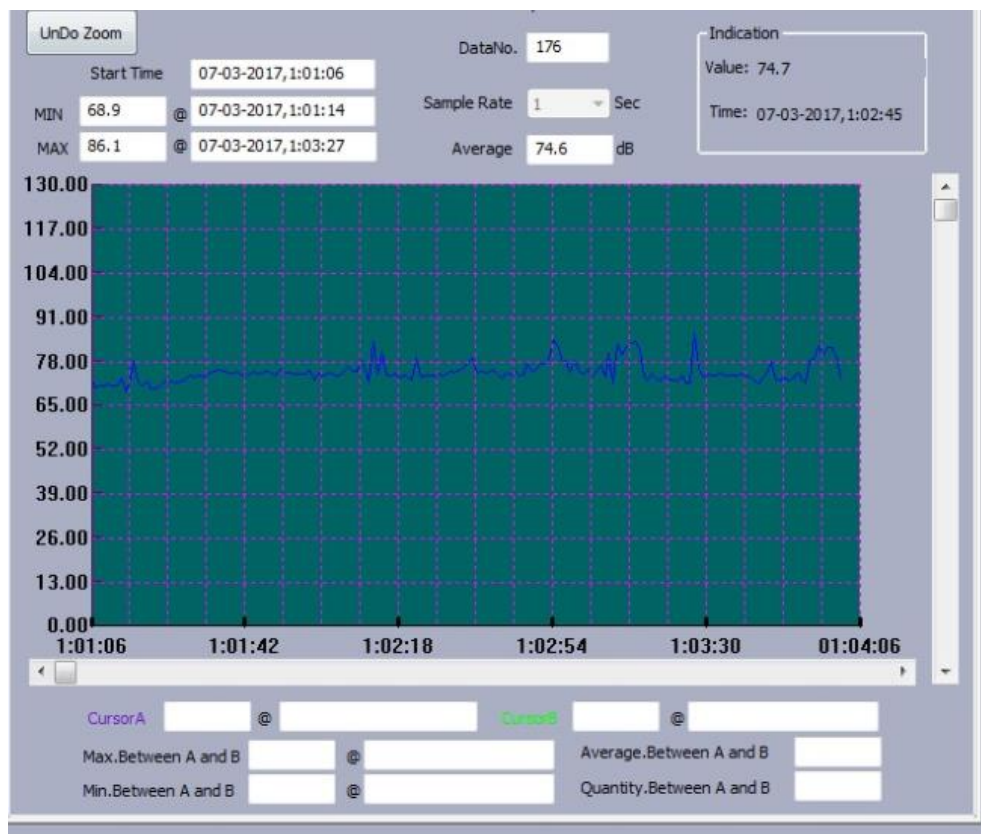 UnDo Zoom
DataNo. 176
Indication
Start Time 07-03-2017,1:01:06
Value: 74.7
MIN 68.9 @ 07-03-2017,1:01:14
Sample Rate 1 Sec
Time: 07-03-2017,1:02:45
MAX 86.1 @ 07-03-2017,1:03:27
Average 74.6 dB
130.00
117.00
104.00
91.00
78.00
65.00
52.00
39.00
26.00
13.00
0.00
1:01:06 1:01:42 1:02:18 1:02:54 1:03:30 01:04:06
CursorA @ CursorB @
Max.Between A and B @ Average.Between A and B
Min.Between A and B @ Quantity.Between A and B